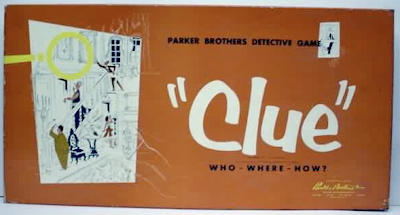 PARKER BROTHERS DETECTIVE GAME
"Clue"
WHO - WHERE - HOW?
Parker Brothers Inc